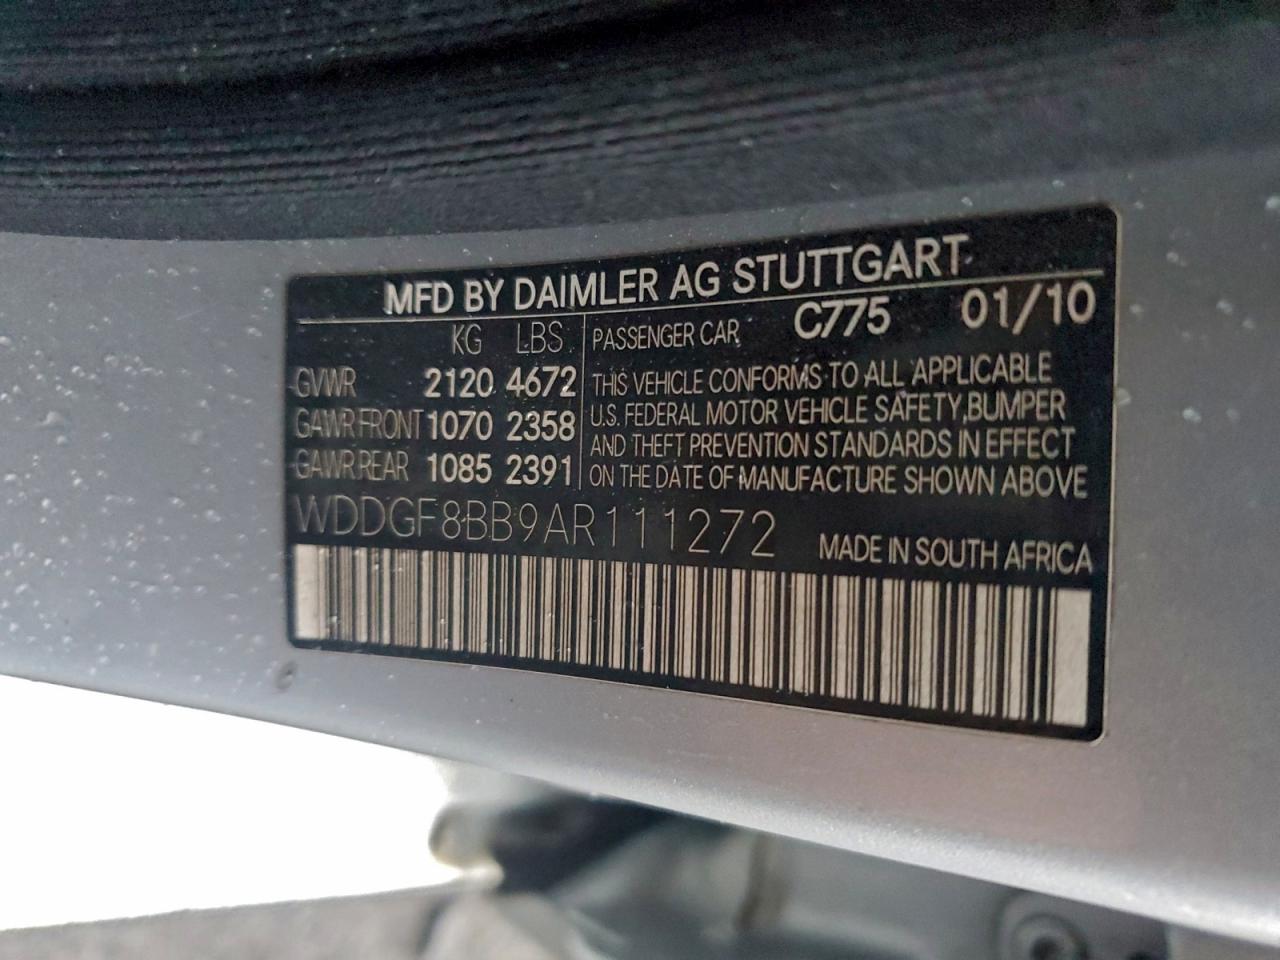 MFD BY DAIMLER AG STUTTGART
KG LBS PASSENGER CAR C775 01/10
GVWR 2120 4672
GAWR FRONT 1070 2358
GAWR REAR 1085 2391
THIS VEHICLE CONFORMS TO ALL APPLICABLE
U.S. FEDERAL MOTOR VEHICLE SAFETY, BUMPER
AND THEFT PREVENTION STANDARDS IN EFFECT
ON THE DATE OF MANUFACTURE SHOWN ABOVE
WDDGF8BB9AR111272 MADE IN SOUTH AFRICA